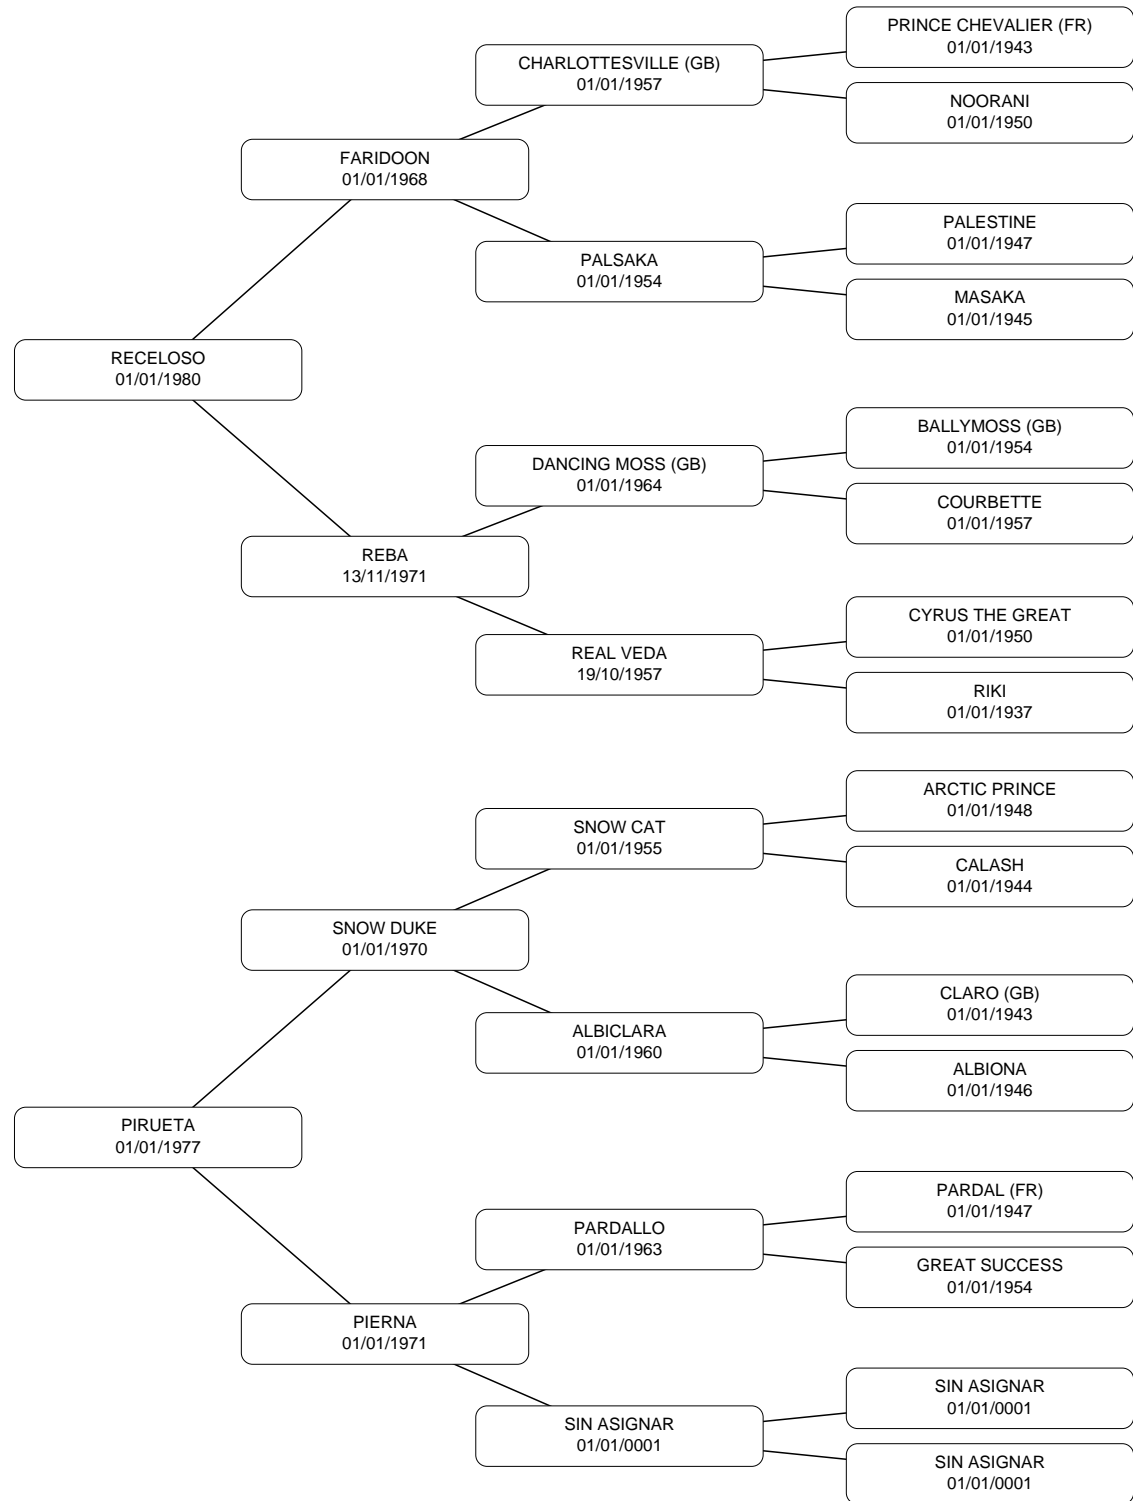 PRINCE CHEVALIER (FR)
01/01/1943
CHARLOTTESVILLE (GB)
01/01/1957
NOORANI
01/01/1950
FARIDOON
01/01/1968
PALESTINE
01/01/1947
PALSAKA
01/01/1954
MASAKA
01/01/1945
RECELOSO
01/01/1980
BALLYMOSS (GB)
01/01/1954
DANCING MOSS (GB)
01/01/1964
COURBETTE
01/01/1957
REBA
13/11/1971
CYRUS THE GREAT
01/01/1950
REAL VEDA
19/10/1957
RIKI
01/01/1937
ARCTIC PRINCE
01/01/1948
SNOW CAT
01/01/1955
CALASH
01/01/1944
SNOW DUKE
01/01/1970
CLARO (GB)
01/01/1943
ALBICLARA
01/01/1960
ALBIONA
01/01/1946
PIRUETA
01/01/1977
PARDAL (FR)
01/01/1947
PARDALLO
01/01/1963
GREAT SUCCESS
01/01/1954
PIERNA
01/01/1971
SIN ASIGNAR
01/01/0001
SIN ASIGNAR
01/01/0001
SIN ASIGNAR
01/01/0001